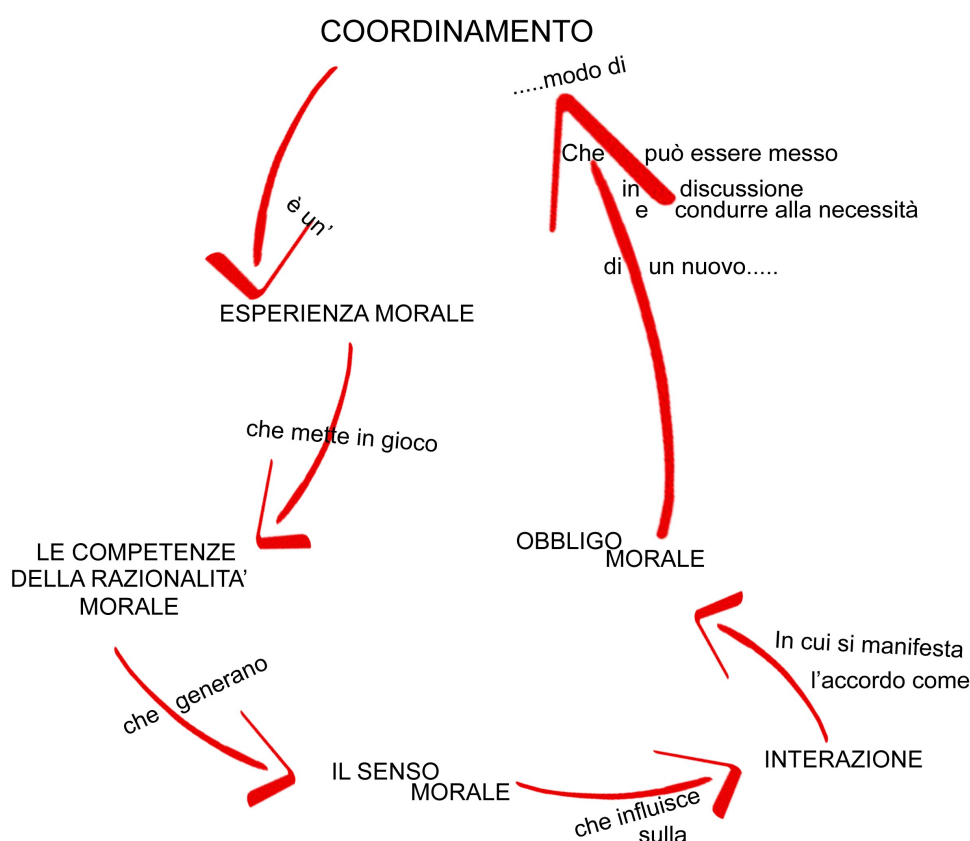 COORDINAMENTO
è un'
ESPERIENZA MORALE
che mette in gioco
LE COMPETENZE
DELLA RAZIONALITA'
MORALE
che generano
IL SENSO
MORALE
che influisce
sulla
INTERAZIONE
In cui si manifesta
l'accordo come
OBBLIGO
MORALE
Che può essere messo
in discussione
e condurre alla necessità
di un nuovo.....
.....modo di